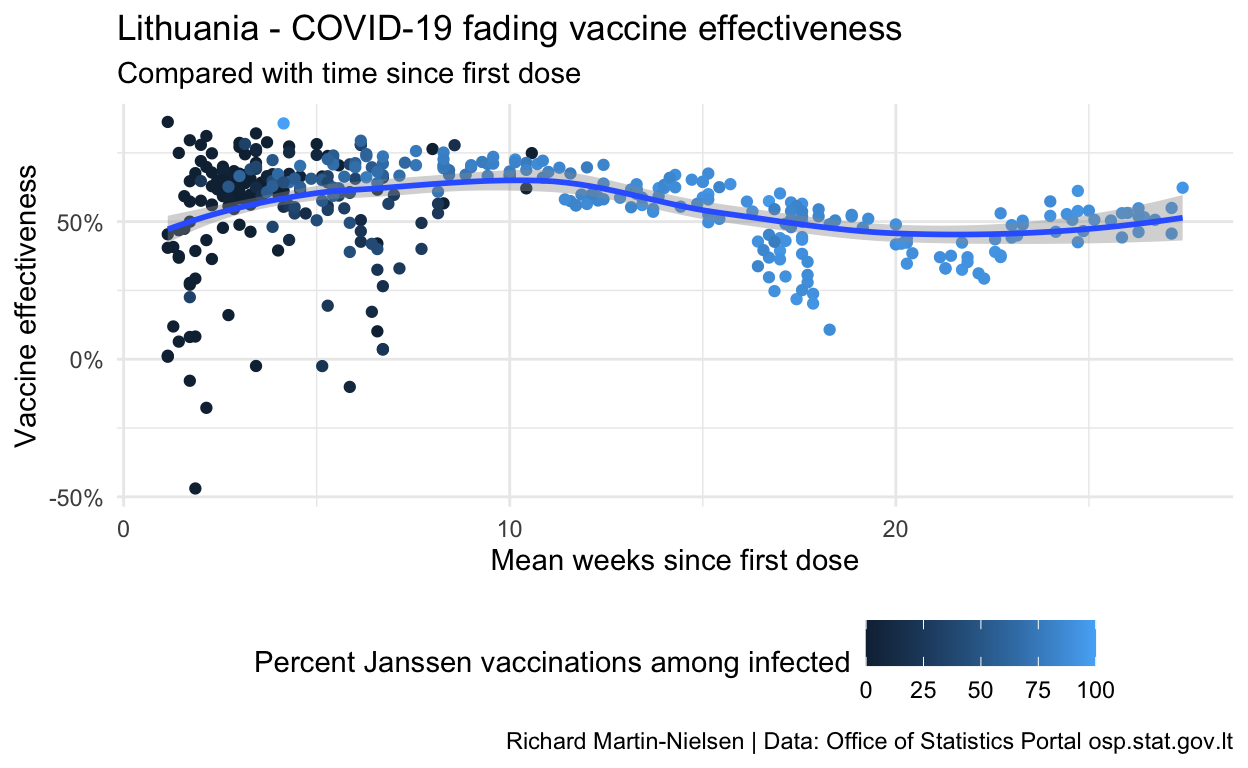 Lithuania - COVID-19 fading vaccine effectiveness
Compared with time since first dose
Vaccine effectiveness
50%
0%
-50%
0 10 20
Mean weeks since first dose
Percent Janssen vaccinations among infected
0 25 50 75 100
Richard Martin-Nielsen | Data: Office of Statistics Portal osp.stat.gov.lt